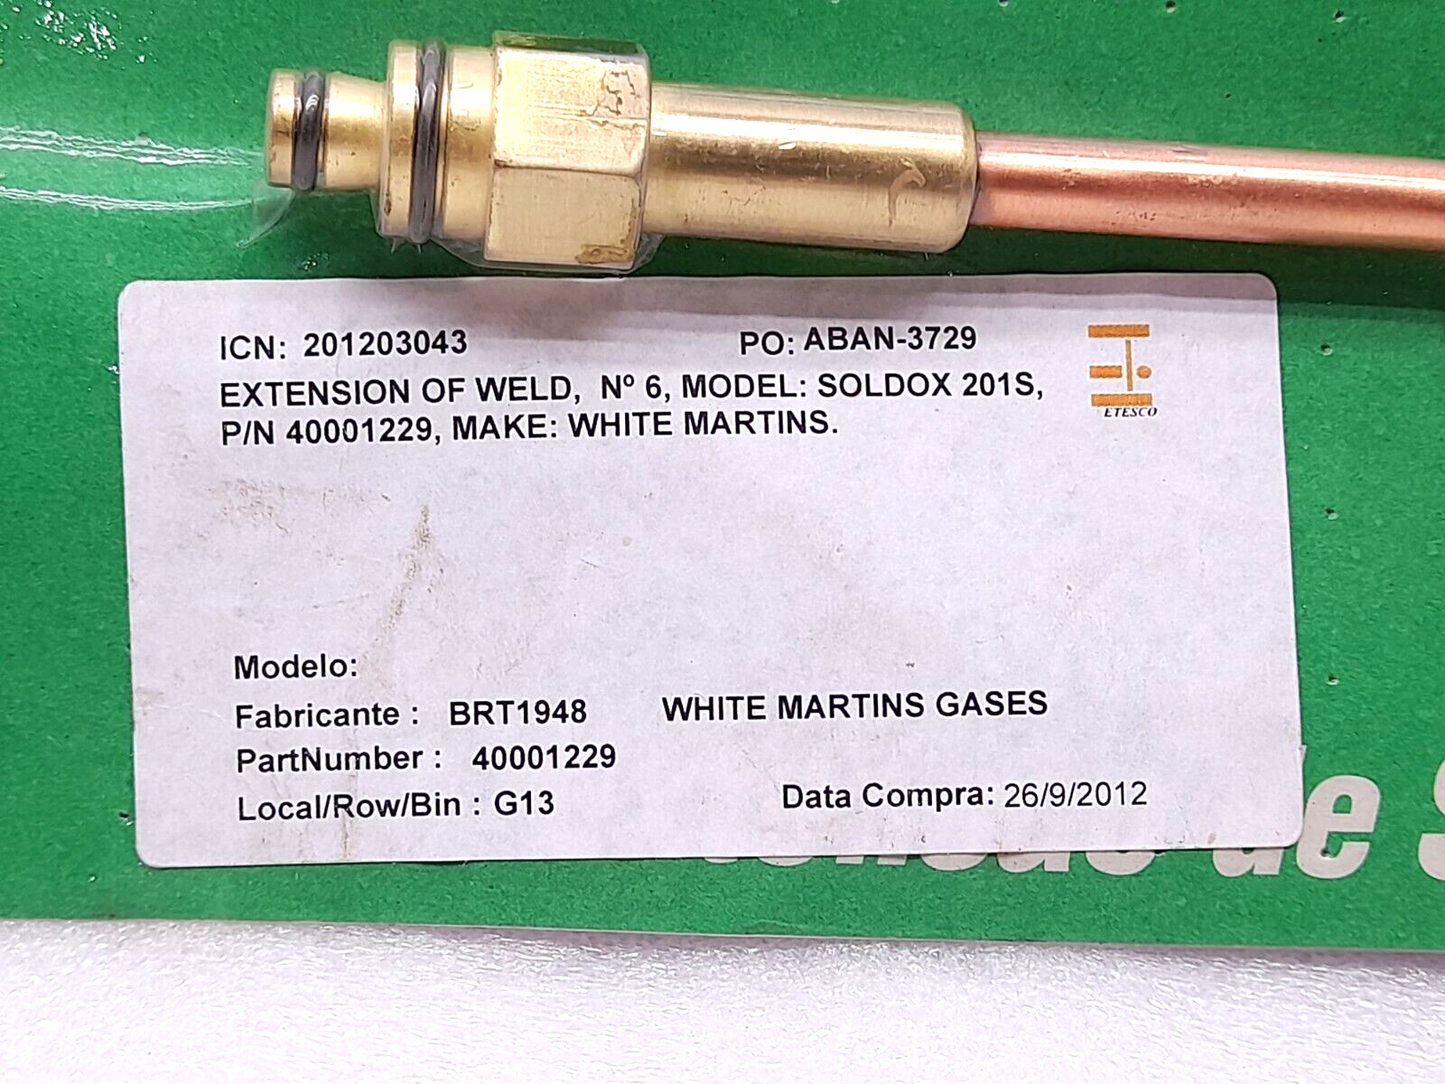 ICN: 201203043 PO: ABAN-3729
EXTENSION OF WELD, Nº 6, MODEL: SOLDOX 201S,
P/N 40001229, MAKE: WHITE MARTINS.
ETESCO
Modelo:
Fabricante : BRT1948 WHITE MARTINS GASES
PartNumber : 40001229
Local/Row/Bin : G13
Data Compra: 26/9/2012
de